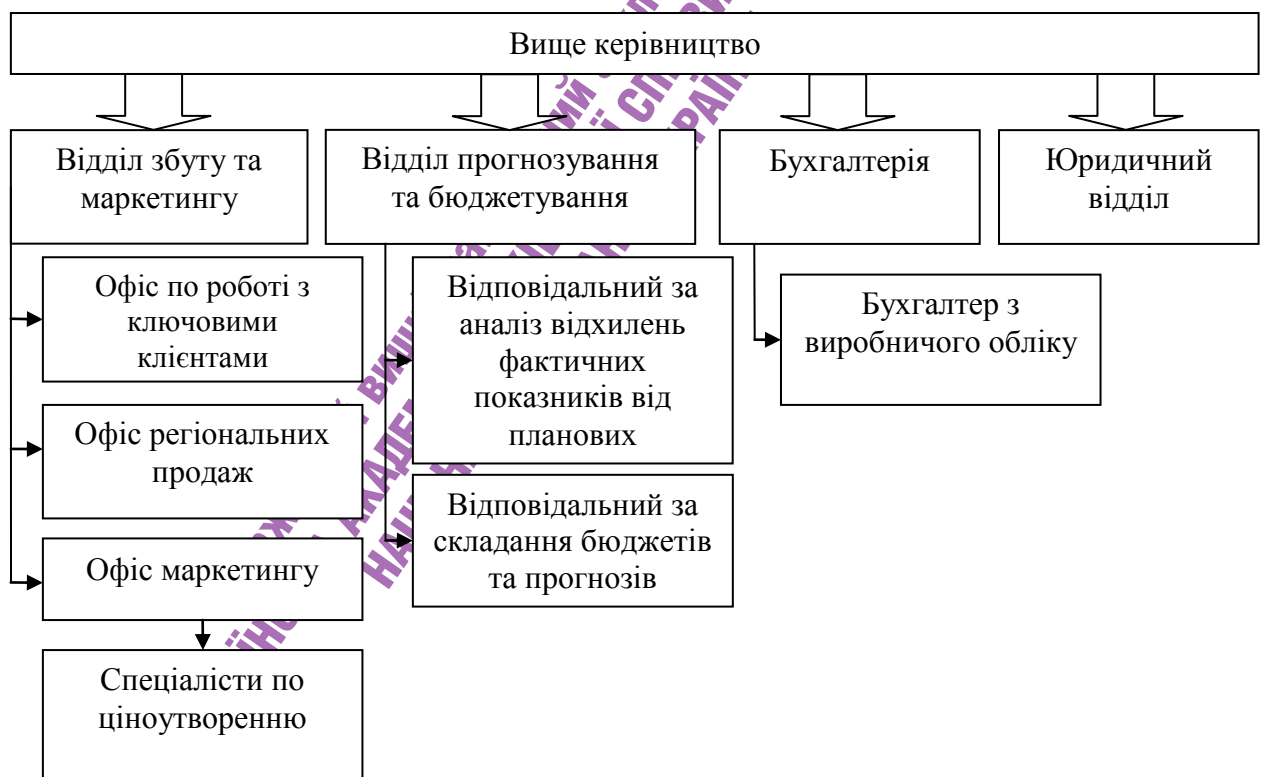 Вище керівництво
Відділ збуту та
маркетингу
Відділ прогнозування
та бюджетування
Бухгалтерія
Юридичний
відділ
Офіс по роботі з
ключовими
клієнтами
Офіс регіональних
продаж
Офіс маркетингу
Спеціалісти по
ціноутворенню
Відповідальний за
аналіз відхилень
фактичних
показників від
планових
Відповідальний за
складання бюджетів
та прогнозів
Бухгалтер з
виробничого обліку